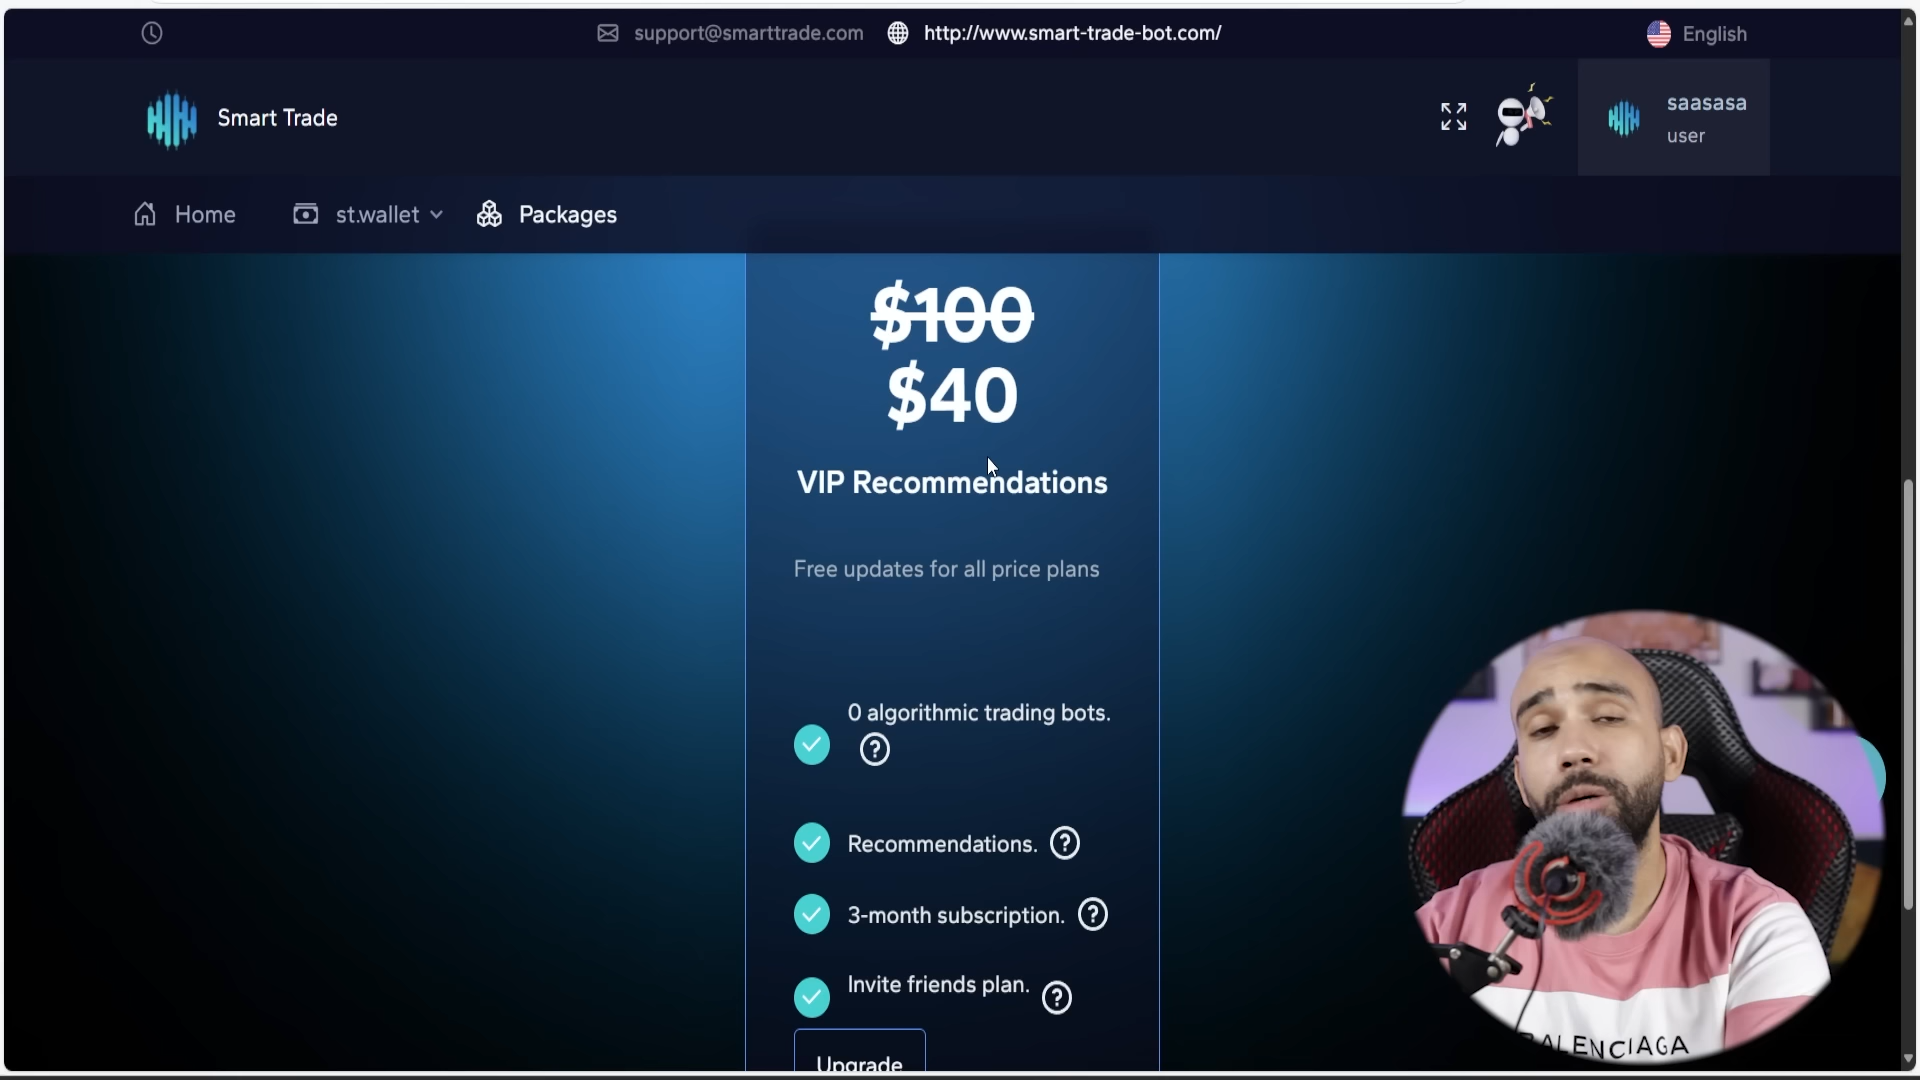 support@smarttrade.com
http://www.smart-trade-bot.com/
English
Smart Trade
saasasa
user
Home
st.wallet
Packages
$100
$40
VIP Recommendations
Free updates for all price plans
0 algorithmic trading bots.
Recommendations.
3-month subscription.
Invite friends plan.
Upgrade
BALENCIAGA